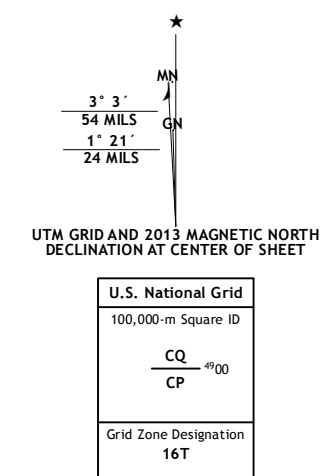 ★
MN
3° 3´
54 MILS
GN
1° 21´
24 MILS
UTM GRID AND 2013 MAGNETIC NORTH
DECLINATION AT CENTER OF SHEET
U.S. National Grid
100,000-m Square ID
CQ
4900
CP
Grid Zone Designation
16T